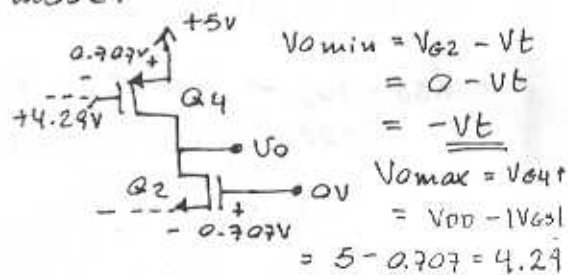 +5V
0.707V +
-
Q4
+4.29V
Vo
Q2
0V
+
- 0.707V
Vomin = VG2 - Vt
= 0 - Vt
= -Vt
Vomax = VG4+
= VDD - |VGS|
= 5 - 0.707 = 4.29